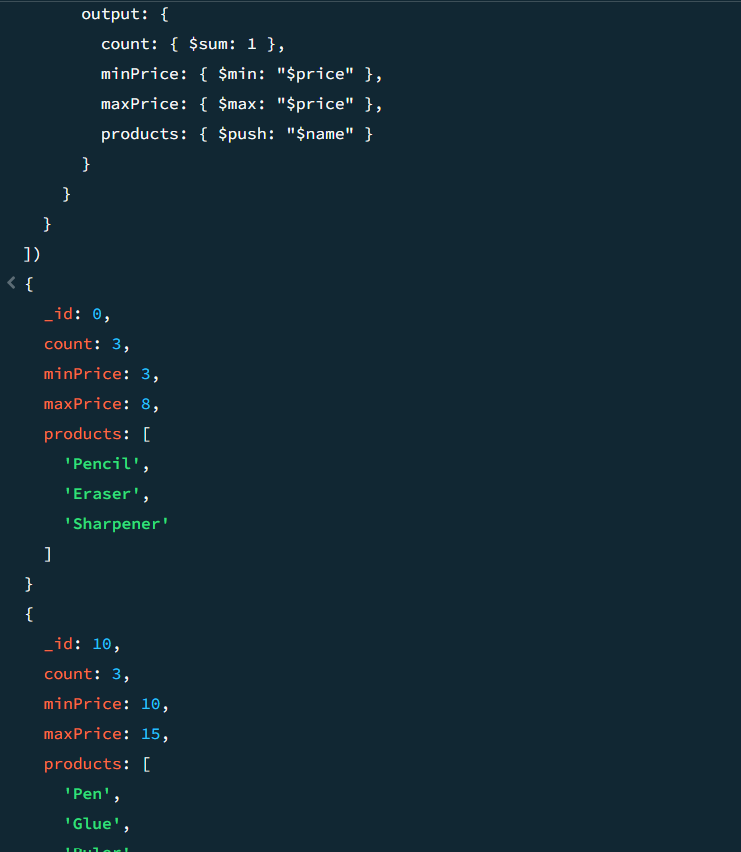 output: {
count: { $sum: 1 },
minPrice: { $min: "$price" },
maxPrice: { $max: "$price" },
products: { $push: "$name" }
}
}
}
])
{
_id: 0,
count: 3,
minPrice: 3,
maxPrice: 8,
products: [
'Pencil',
'Eraser',
'Sharpener'
]
}
{
_id: 10,
count: 3,
minPrice: 10,
maxPrice: 15,
products: [
'Pen',
'Glue',
'Ruler'